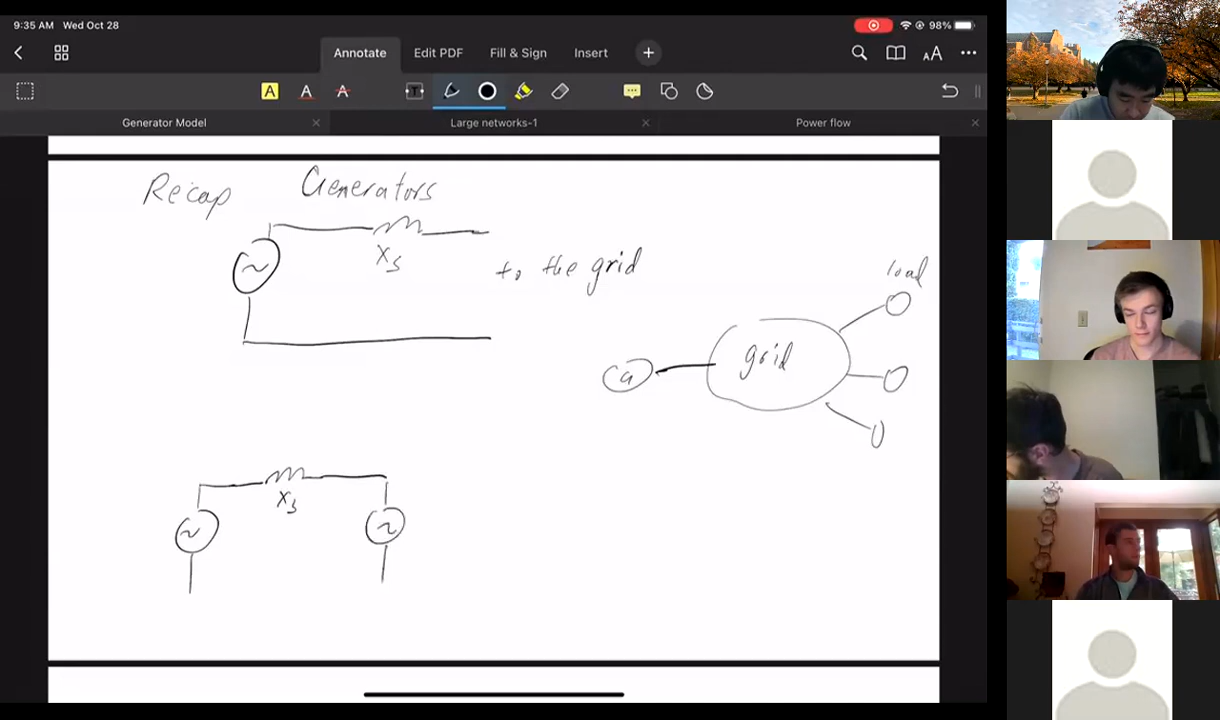 9:35 AM Wed Oct 28
98%
Annotate Edit PDF Fill & Sign Insert
AA
A A A T
Generator Model Large networks-1 Power flow
Recap Generators
Xs
to the grid
load
grid
G
Xs